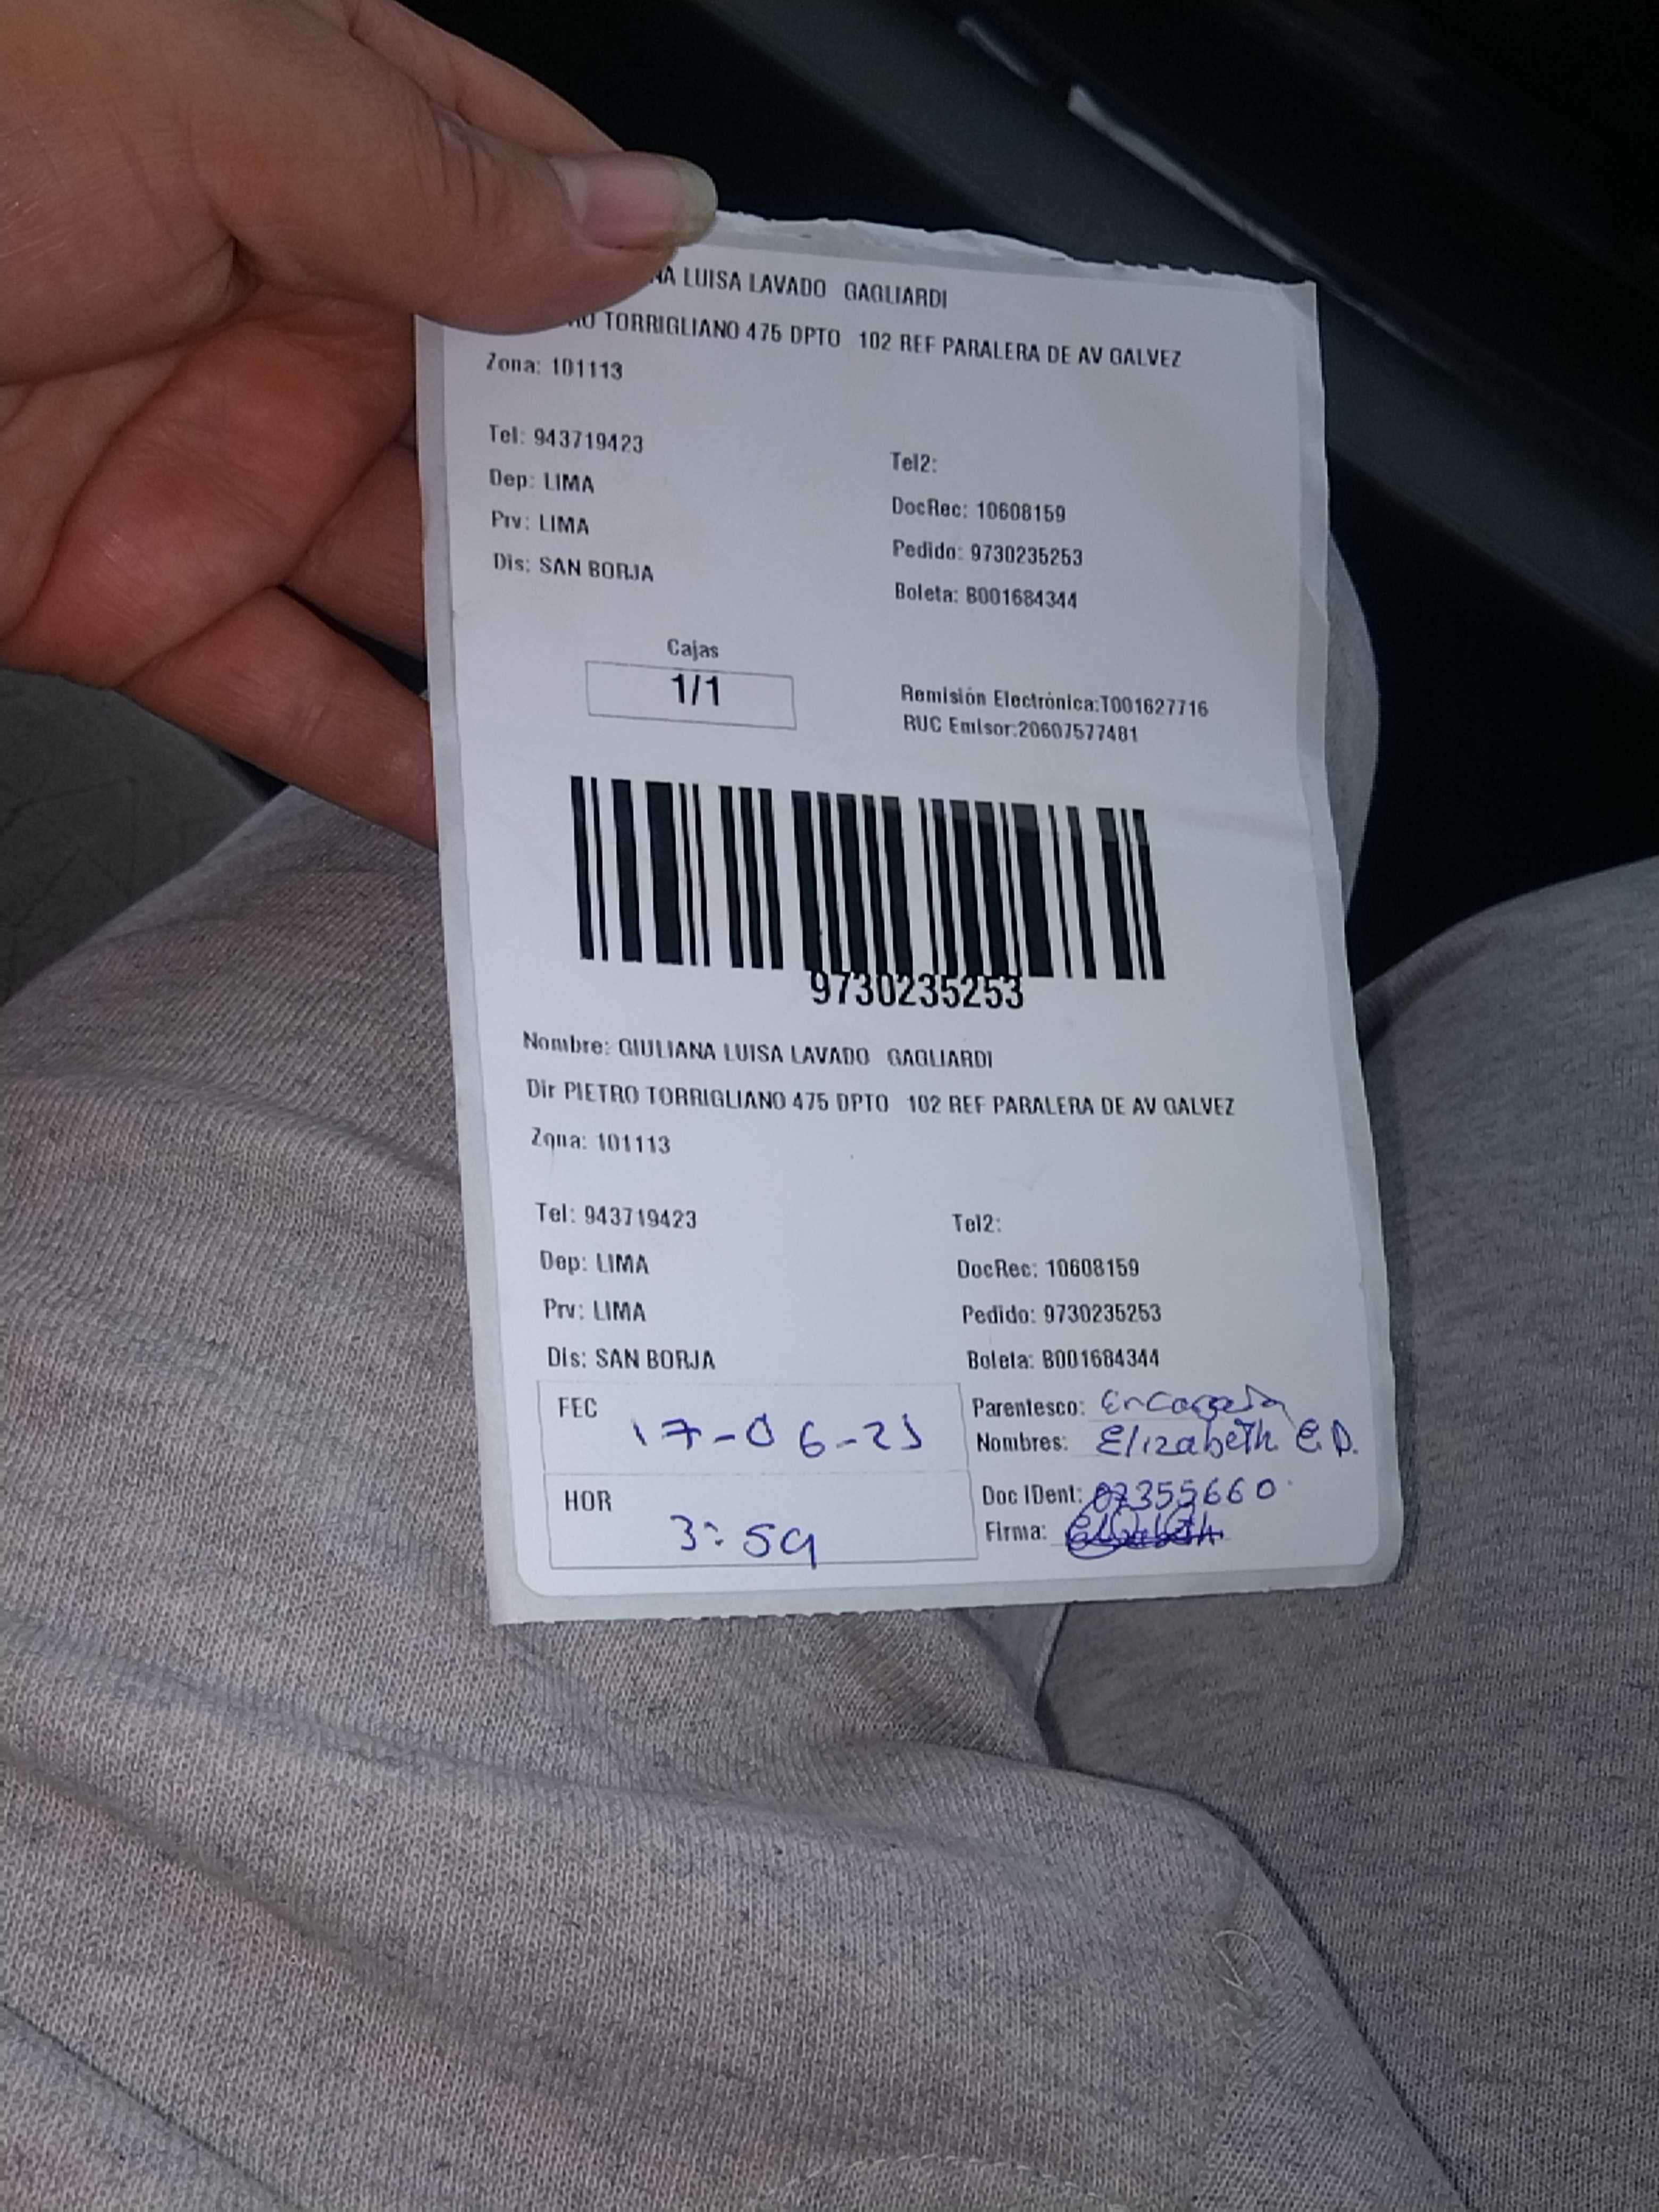 NA LUISA LAVADO GAGLIARDI
RO TORRIGLIANO 475 DPTO 102 REF PARALERA DE AV GALVEZ
Zona: 101113
Tel: 943719423
Tel2:
Dep: LIMA
DocRec: 10608159
Prv: LIMA
Pedido: 9730235253
Dis: SAN BORJA
Boleta: B001684344
Cajas
1/1
Remisión Electrónica:T001627716
RUC Emisor:20607577481
9730235253
Nombre: GIULIANA LUISA LAVADO GAGLIARDI
Dir PIETRO TORRIGLIANO 475 DPTO 102 REF PARALERA DE AV GALVEZ
Zona: 101113
Tel: 943719423
Tel2:
Dep: LIMA
DocRec: 10608159
Prv: LIMA
Pedido: 9730235253
Dis: SAN BORJA
Boleta: B001684344
FEC 17-06-23
Parentesco: Encargada
Nombres: Elizabeth E.D.
HOR 3:59
Doc IDent: 07355660
Firma: